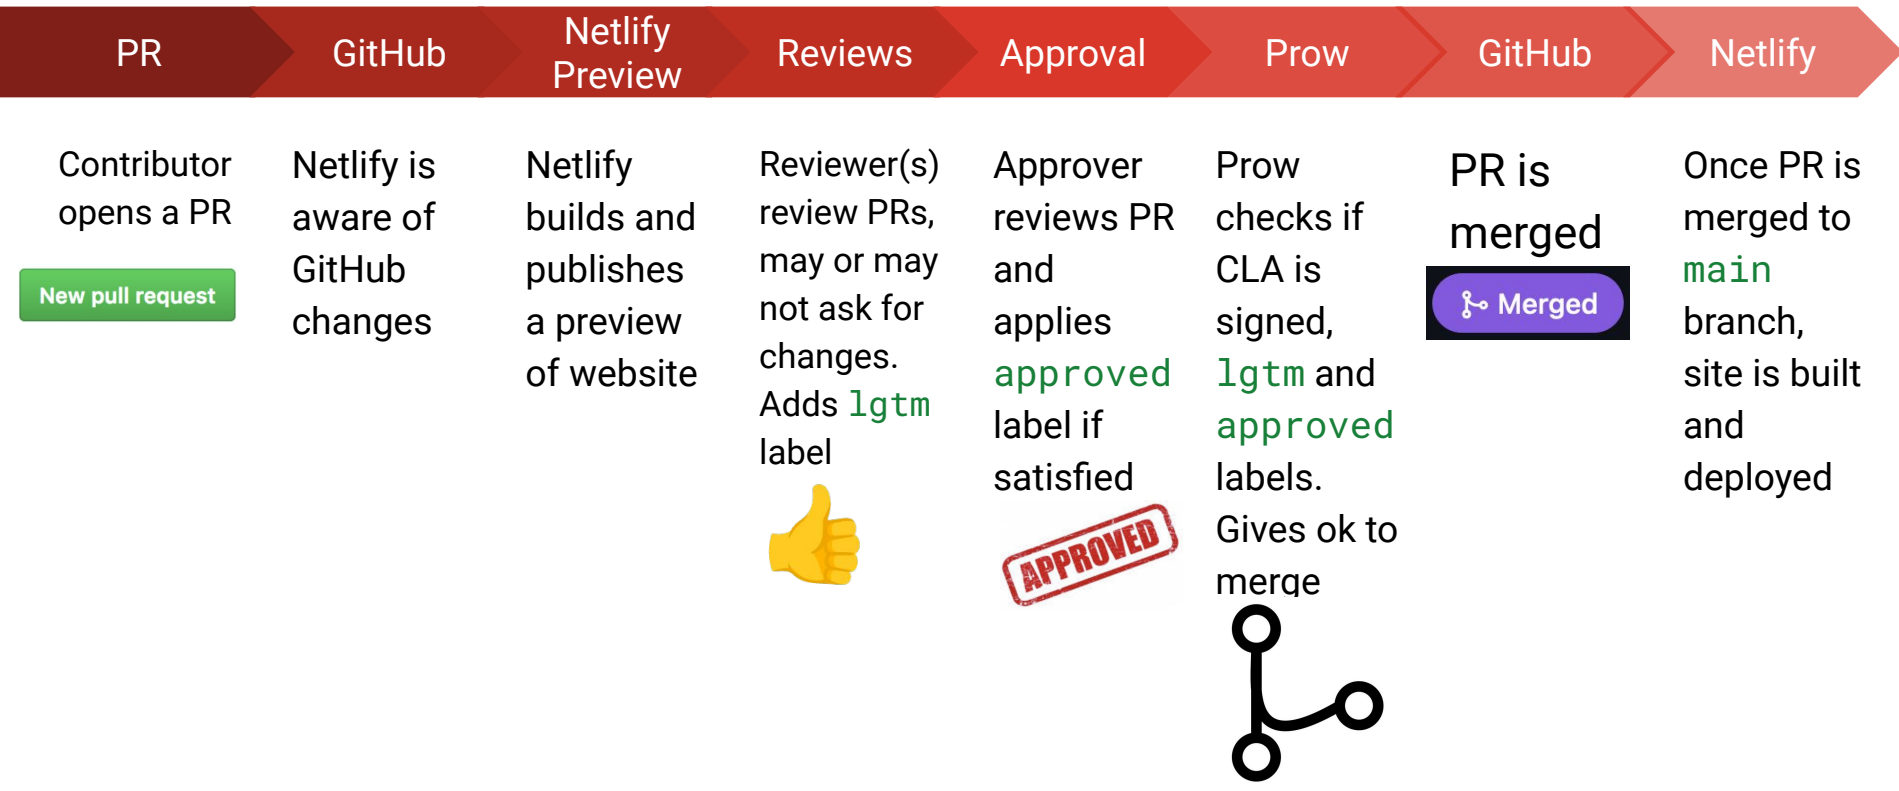 PR
GitHub
Netlify
Preview
Reviews
Approval
Prow
GitHub
Netlify
Contributor
opens a PR
New pull request
Netlify is
aware of
GitHub
changes
Netlify
builds and
publishes
a preview
of website
Reviewer(s)
review PRs,
may or may
not ask for
changes.
Adds lgtm
label
Approver
reviews PR
and
applies
approved
label if
satisfied
APPROVED
Prow
checks if
CLA is
signed,
lgtm and
approved
labels.
Gives ok to
merge
PR is
merged
Merged
Once PR is
merged to
main
branch,
site is built
and
deployed